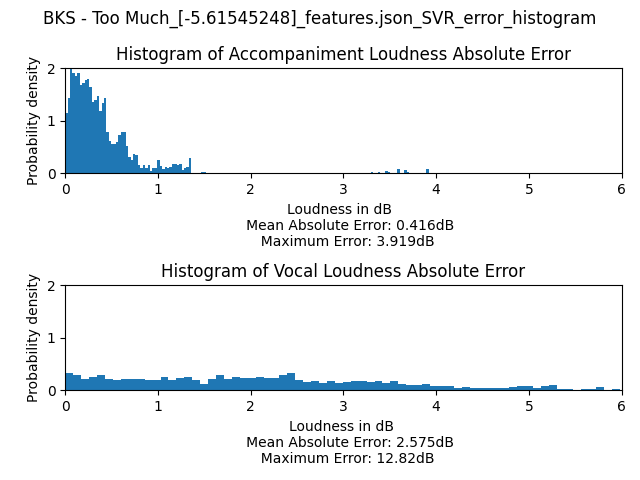 BKS - Too Much_[-5.61545248]_features.json_SVR_error_histogram
Histogram of Accompaniment Loudness Absolute Error
Probability density
2
1
0
0 1 2 3 4 5 6
Loudness in dB
Mean Absolute Error: 0.416dB
Maximum Error: 3.919dB
Histogram of Vocal Loudness Absolute Error
Probability density
2
1
0
0 1 2 3 4 5 6
Loudness in dB
Mean Absolute Error: 2.575dB
Maximum Error: 12.82dB